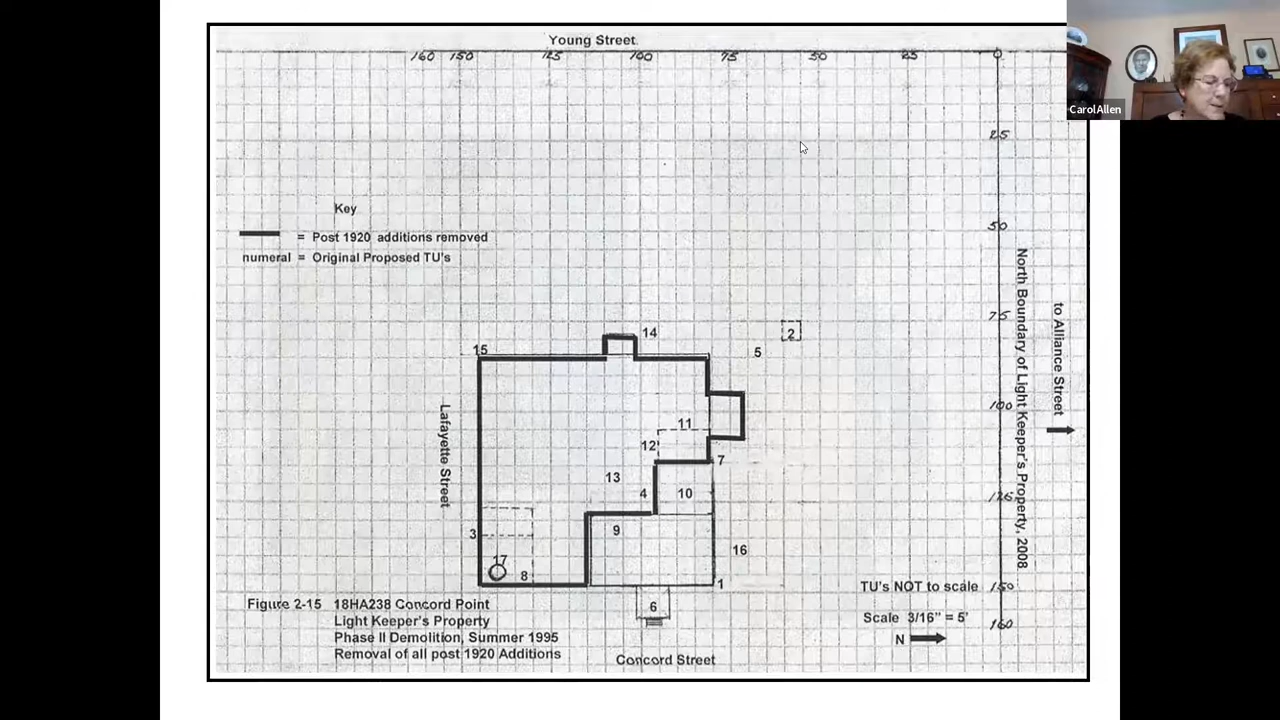 Young Street
160 150 125 100 75 50 25 0
CarolAllen
25
50
75
100
125
150
160
Key
= Post 1920 additions removed
numeral = Original Proposed TU's
North Boundary of Light Keeper's Property, 2008
to Alliance Street
Lafayette Street
14
2
15
5
11
12
7
13
4
10
9
3
16
17
8
1
6
TU's NOT to scale
Scale 3/16" = 5'
N
Figure 2-15 18HA238 Concord Point
Light Keeper's Property
Phase II Demolition, Summer 1995
Removal of all post 1920 Additions
Concord Street